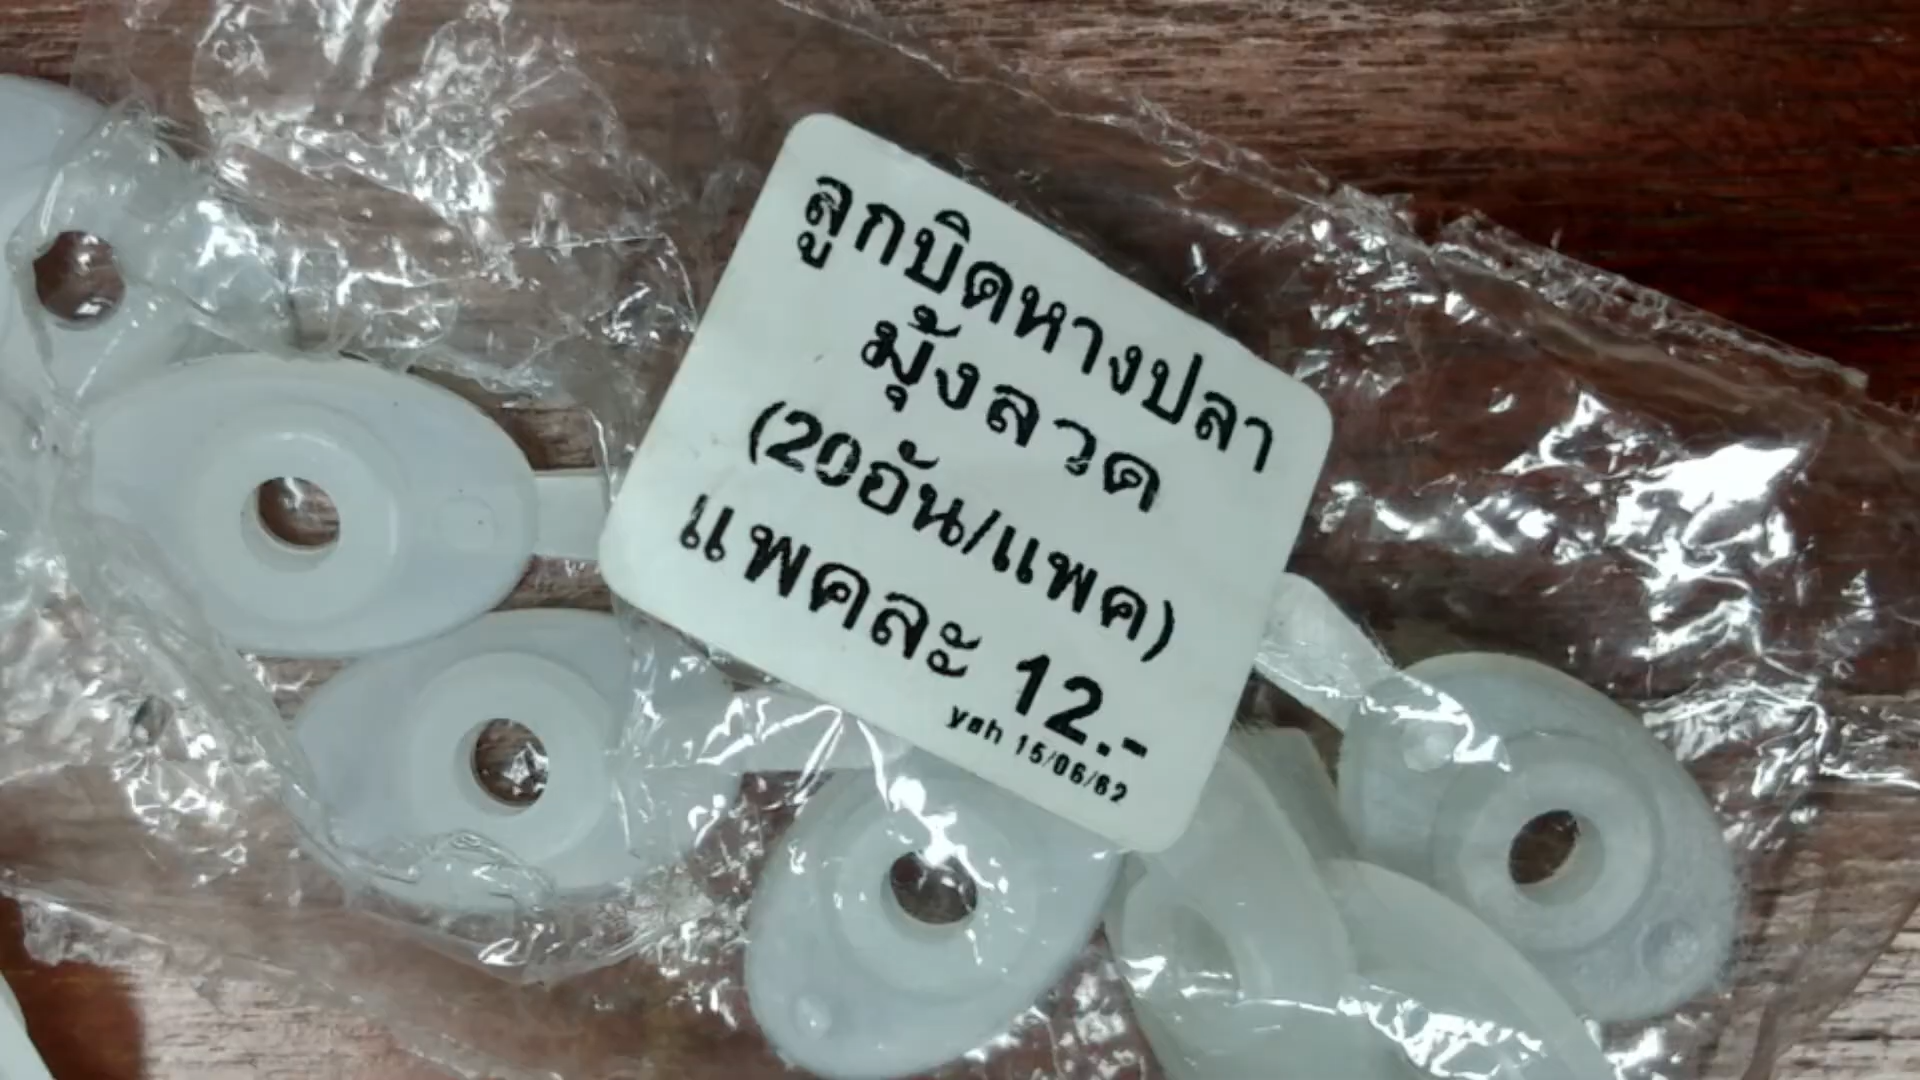 ลูกบิดหางปลา
มุ้งลวด
(20อัน/แพค)
แพคละ 12.-
yah 15/06/62